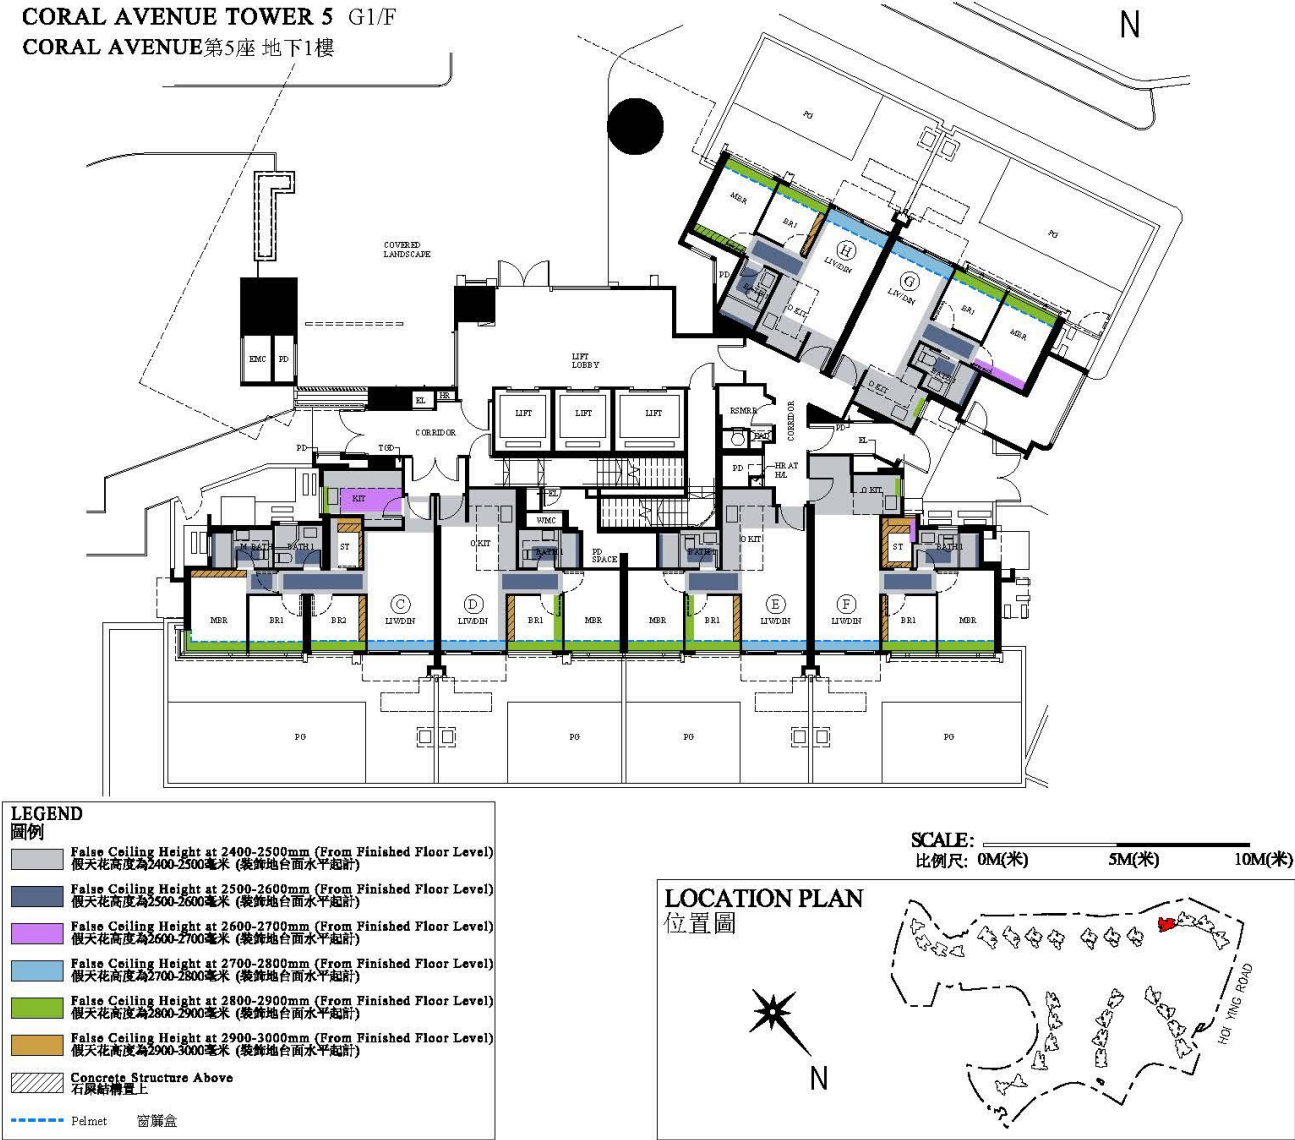 CORAL AVENUE TOWER 5 G1/F
CORAL AVENUE第5座 地下1樓
N
PG
PG
MBR
BR1
H
LIV/DIN
G
LIV/DIN
BR1
MBR
PD
BATH1
O.KIT
O.KIT
BATH1
COVERED
LANDSCAPE
EMC
PD
LIFT
LOBBY
EL
HR
LIFT
LIFT
LIFT
CORRIDOR
RSMRR
CORRIDOR
PD
EL
PD
TGD
PD
HR AT
H/L
KIT
EL
WMC
O.KIT
M.BATH
BATH1
ST
O.KIT
BATH1
PD
SPACE
BATH1
O.KIT
ST
BATH1
MBR
BR1
BR2
C
LIV/DIN
D
LIV/DIN
BR1
MBR
MBR
BR1
E
LIV/DIN
F
LIV/DIN
BR1
MBR
PG
PG
PG
PG
LEGEND
圖例
False Ceiling Height at 2400-2500mm (From Finished Floor Level)
假天花高度為2400-2500毫米 (裝飾地台面水平起計)
False Ceiling Height at 2500-2600mm (From Finished Floor Level)
假天花高度為2500-2600毫米 (裝飾地台面水平起計)
False Ceiling Height at 2600-2700mm (From Finished Floor Level)
假天花高度為2600-2700毫米 (裝飾地台面水平起計)
False Ceiling Height at 2700-2800mm (From Finished Floor Level)
假天花高度為2700-2800毫米 (裝飾地台面水平起計)
False Ceiling Height at 2800-2900mm (From Finished Floor Level)
假天花高度為2800-2900毫米 (裝飾地台面水平起計)
False Ceiling Height at 2900-3000mm (From Finished Floor Level)
假天花高度為2900-3000毫米 (裝飾地台面水平起計)
Concrete Structure Above
石屎結構置上
Pelmet 窗簾盒
SCALE:
比例尺: 0M(米) 5M(米) 10M(米)
LOCATION PLAN
位置圖
N
HOI YING ROAD